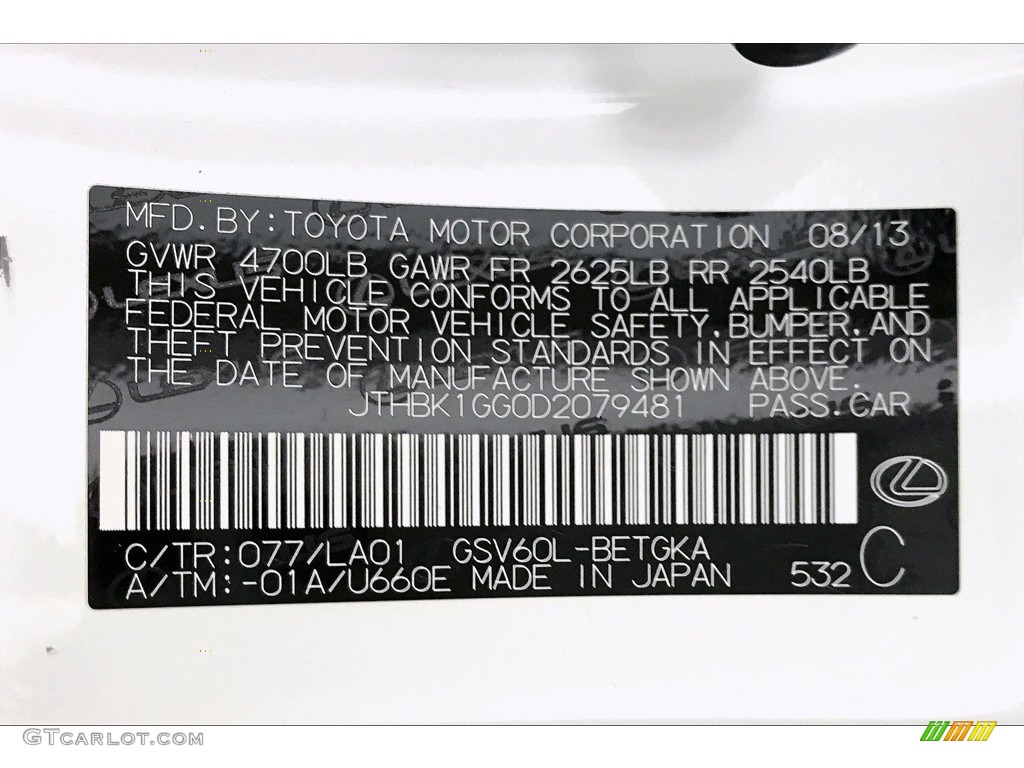 MFD. BY: TOYOTA MOTOR CORPORATION 08/13
GVWR 4700LB GAWR FR 2625LB RR 2540LB
THIS VEHICLE CONFORMS TO ALL APPLICABLE
FEDERAL MOTOR VEHICLE SAFETY, BUMPER, AND
THEFT PREVENTION STANDARDS IN EFFECT ON
THE DATE OF MANUFACTURE SHOWN ABOVE.
JTHBK1GG0D2079481 PASS. CAR
C/TR: 077/LA01 GSV60L-BETGKA
A/TM: -01A/U660E MADE IN JAPAN 532 C
GTCARLOT.COM